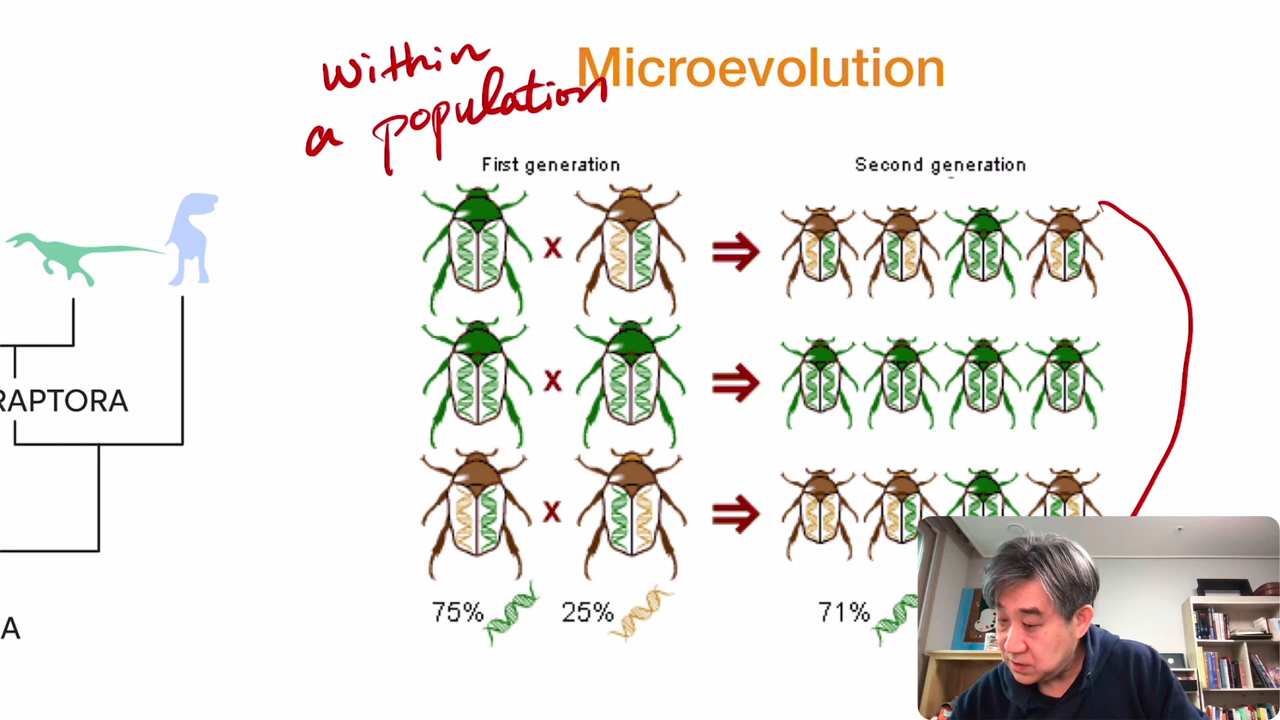 within
a population
Microevolution
First generation
Second generation
x
x
RAPTORA
x
75%
25%
71%
A